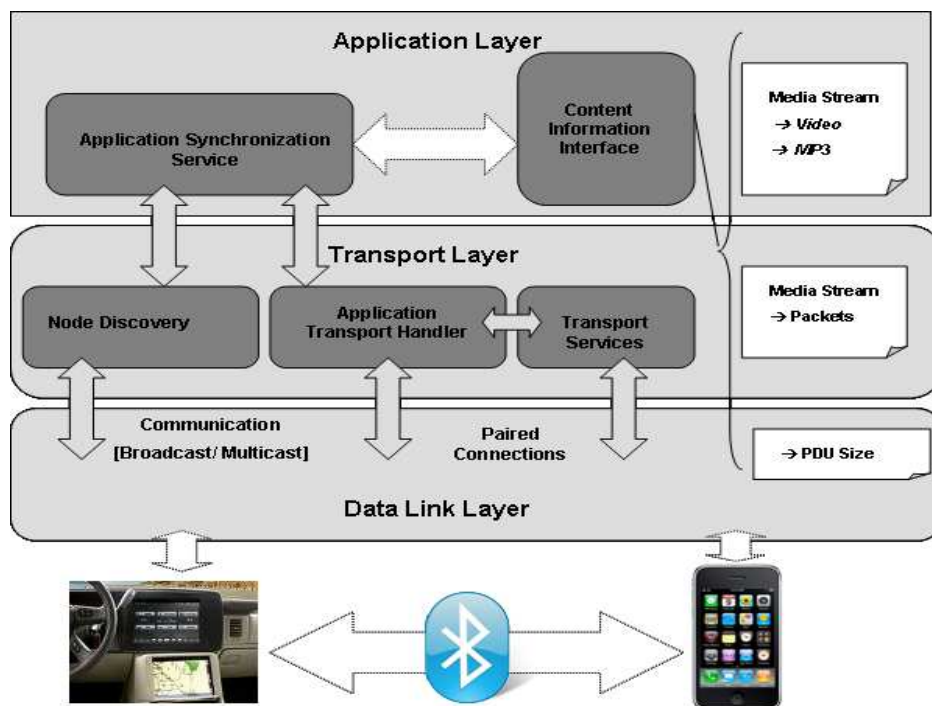 Application Layer
Application Synchronization
Service
Content
Information
Interface
Media Stream
→ Video
→ MP3
Transport Layer
Node Discovery
Application
Transport Handler
Transport
Services
Media Stream
→ Packets
Communication
[Broadcast/ Multicast]
Paired
Connections
→ PDU Size
Data Link Layer